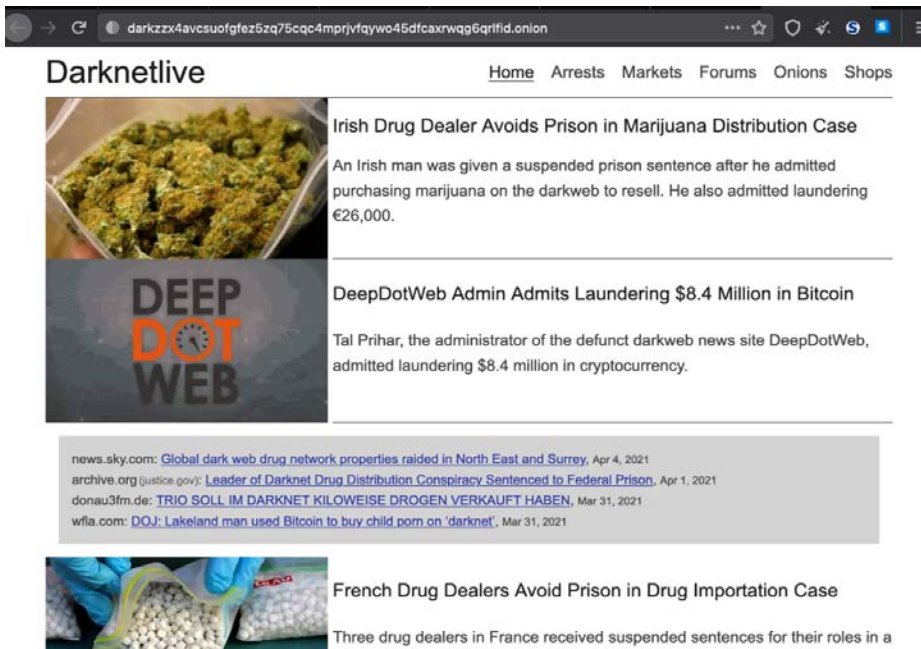 darkzzx4avcsuofgfez5zq75cqc4mprjvfqywo45dfcaxrwqg6qrlfid.onion
Darknetlive
Home Arrests Markets Forums Onions Shops
Irish Drug Dealer Avoids Prison in Marijuana Distribution Case
An Irish man was given a suspended prison sentence after he admitted
purchasing marijuana on the darkweb to resell. He also admitted laundering
€26,000.
DEEP
DOT
WEB
DeepDotWeb Admin Admits Laundering $8.4 Million in Bitcoin
Tal Prihar, the administrator of the defunct darkweb news site DeepDotWeb,
admitted laundering $8.4 million in cryptocurrency.
news.sky.com: Global dark web drug network properties raided in North East and Surrey, Apr 4, 2021
archive.org (justice.gov): Leader of Darknet Drug Distribution Conspiracy Sentenced to Federal Prison, Apr 1, 2021
donau3fm.de: TRIO SOLL IM DARKNET KILOWEISE DROGEN VERKAUFT HABEN, Mar 31, 2021
wfla.com: DOJ: Lakeland man used Bitcoin to buy child porn on ‘darknet’, Mar 31, 2021
French Drug Dealers Avoid Prison in Drug Importation Case
Three drug dealers in France received suspended sentences for their roles in a